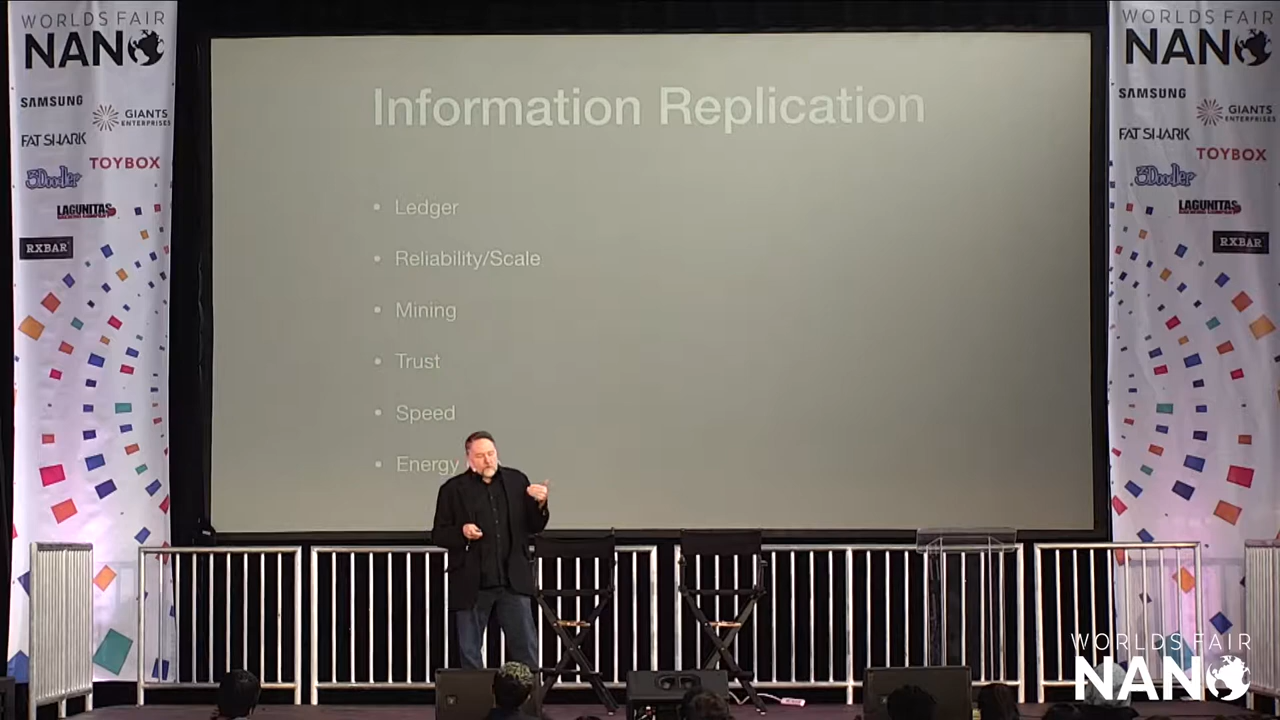 WORLDS FAIR
NANO
SAMSUNG
GIANTS
ENTERPRISES
FAT SHARK
TOYBOX
3Doodler
LAGUNITAS
RXBAR
Information Replication
• Ledger
• Reliability/Scale
• Mining
• Trust
• Speed
• Energy
WORLDS FAIR
NANO
SAMSUNG
GIANTS
ENTERPRISES
FAT SHARK
TOYBOX
3Doodler
LAGUNITAS
RXBAR
WORLDS FAIR
NANO